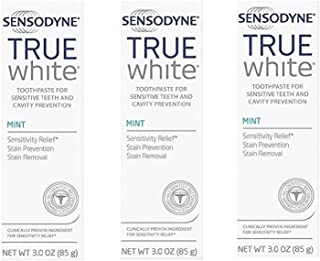 SENSODYNE
TRUE
white™
TOOTHPASTE FOR
SENSITIVE TEETH AND
CAVITY PREVENTION
MINT
Sensitivity Relief*
Stain Prevention
Stain Removal
CLINICALLY PROVEN INGREDIENT
FOR SENSITIVITY RELIEF*
NET WT 3.0 OZ (85 g)
SENSODYNE
TRUE
white™
TOOTHPASTE FOR
SENSITIVE TEETH AND
CAVITY PREVENTION
MINT
Sensitivity Relief*
Stain Prevention
Stain Removal
CLINICALLY PROVEN INGREDIENT
FOR SENSITIVITY RELIEF*
NET WT 3.0 OZ (85 g)
SENSODYNE
TRUE
white™
TOOTHPASTE FOR
SENSITIVE TEETH AND
CAVITY PREVENTION
MINT
Sensitivity Relief*
Stain Prevention
Stain Removal
CLINICALLY PROVEN INGREDIENT
FOR SENSITIVITY RELIEF*
NET WT 3.0 OZ (85 g)